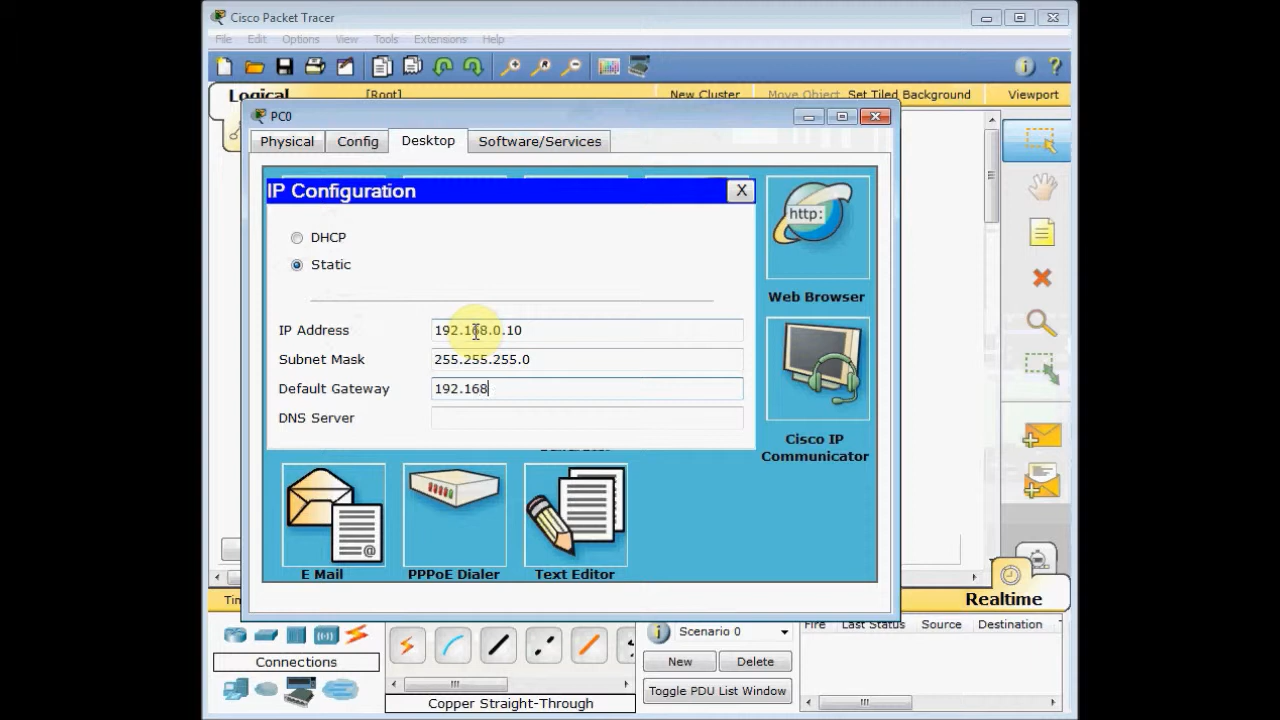 Cisco Packet Tracer
File Edit Options View Tools Extensions Help
Logical [Root] New Cluster Move Object Set Tiled Background Viewport
PC0
Physical Config Desktop Software/Services
IP Configuration X
http:
DHCP
Static
Web Browser
IP Address 192.168.0.10
Subnet Mask 255.255.255.0
Default Gateway 192.168
DNS Server
Cisco IP
Communicator
@
E Mail PPPoE Dialer Text Editor
Realtime
Fire Last Status Source Destination
Scenario 0
Connections
New Delete
Toggle PDU List Window
Copper Straight-Through